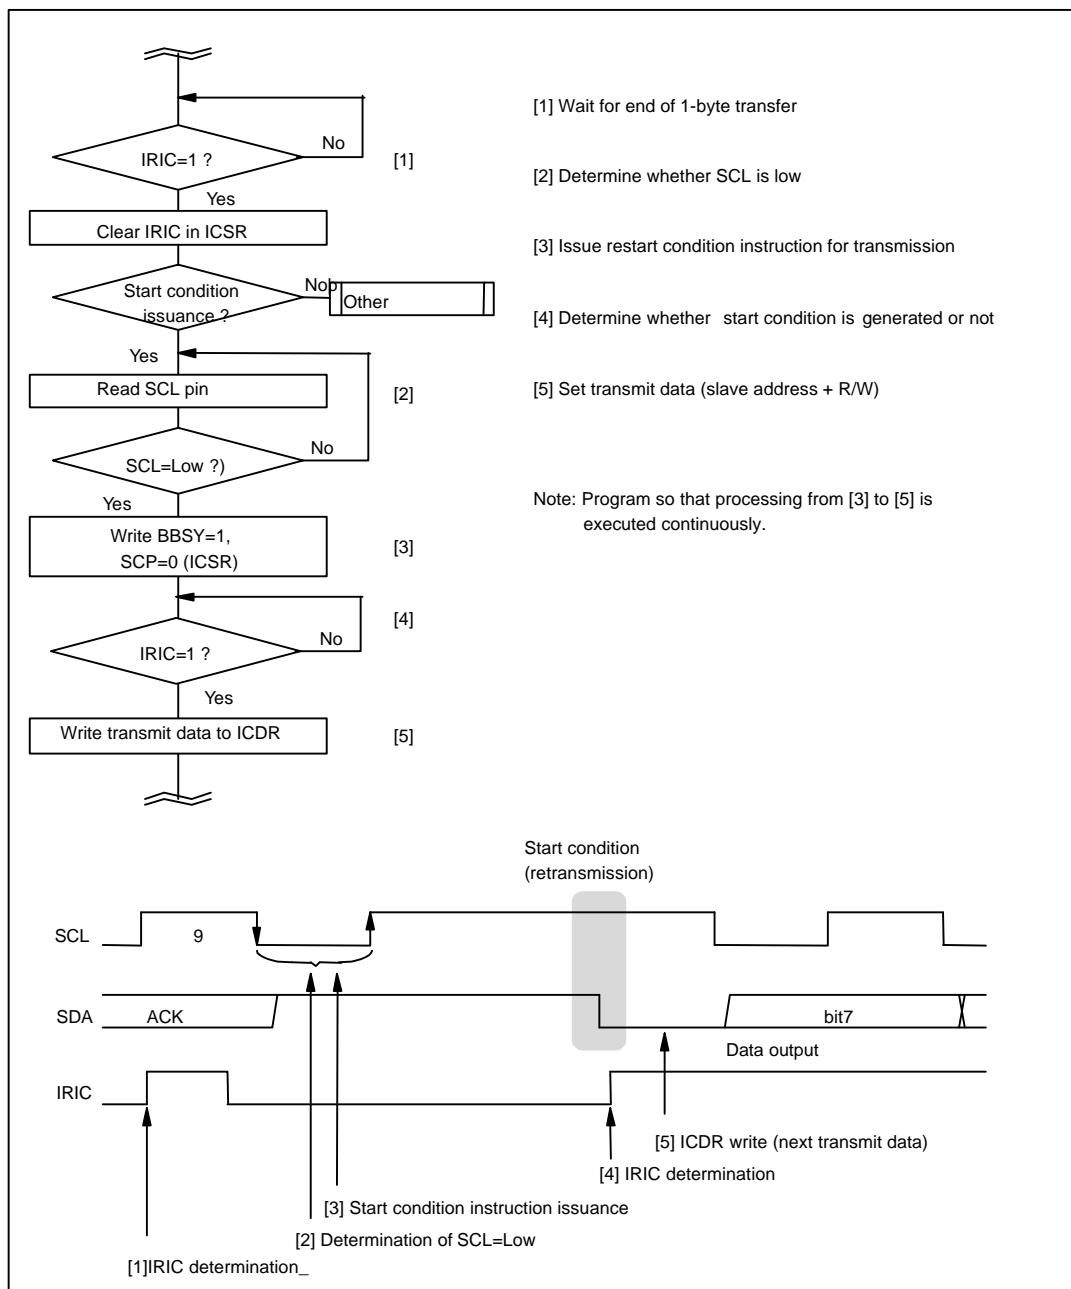 [1] Wait for end of 1-byte transfer
No
IRIC=1 ?
[1]
[2] Determine whether SCL is low
Yes
Clear IRIC in ICSR
[3] Issue restart condition instruction for transmission
Nob
Start condition
issuance ?
Other
[4] Determine whether start condition is generated or not
Yes
Read SCL pin
[2]
[5] Set transmit data (slave address + R/W)
No
SCL=Low ?)
Yes
Note: Program so that processing from [3] to [5] is
executed continuously.
Write BBSY=1,
SCP=0 (ICSR)
[3]
[4]
No
IRIC=1 ?
Yes
Write transmit data to ICDR
[5]
Start condition
(retransmission)
SCL
9
SDA
ACK
bit7
Data output
IRIC
[5] ICDR write (next transmit data)
[4] IRIC determination
[3] Start condition instruction issuance
[2] Determination of SCL=Low
[1]IRIC determination_